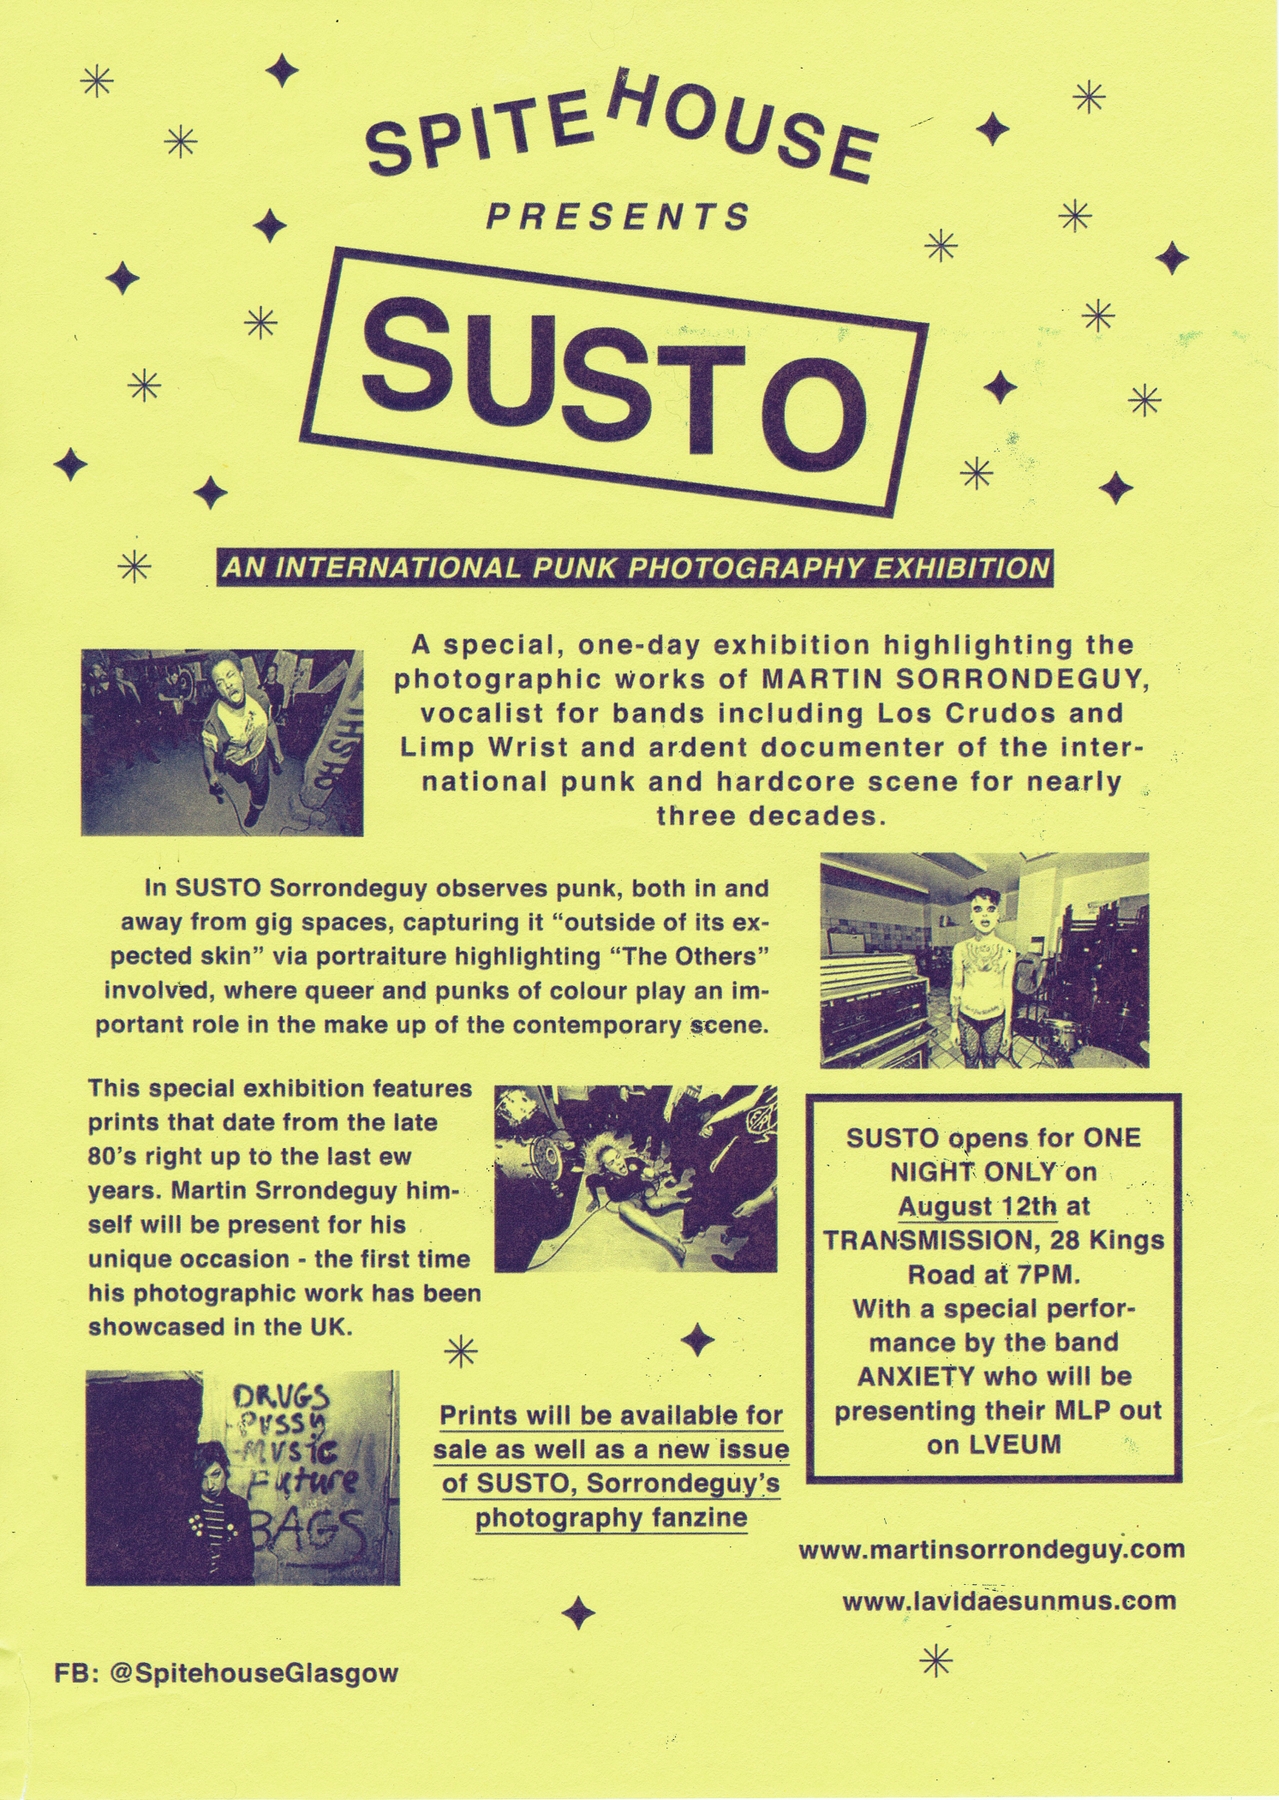 SPITE HOUSE
PRESENTS
SUSTO
AN INTERNATIONAL PUNK PHOTOGRAPHY EXHIBITION
A special, one-day exhibition highlighting the
photographic works of MARTIN SORRONDEGUY,
vocalist for bands including Los Crudos and
Limp Wrist and ardent documenter of the inter-
national punk and hardcore scene for nearly
three decades.
In SUSTO Sorrondeguy observes punk, both in and
away from gig spaces, capturing it “outside of its ex-
pected skin” via portraiture highlighting “The Others”
involved, where queer and punks of colour play an im-
portant role in the make up of the contemporary scene.
This special exhibition features
prints that date from the late
80’s right up to the last ew
years. Martin Srrondeguy him-
self will be present for his
unique occasion - the first time
his photographic work has been
showcased in the UK.
SUSTO opens for ONE
NIGHT ONLY on
August 12th at
TRANSMISSION, 28 Kings
Road at 7PM.
With a special perfor-
mance by the band
ANXIETY who will be
presenting their MLP out
on LVEUM
DRUGS
PUSSY
MUSIC
Future
BAGS
Prints will be available for
sale as well as a new issue
of SUSTO, Sorrondeguy’s
photography fanzine
www.martinsorrondeguy.com
www.lavidaesunmus.com
FB: @SpitehouseGlasgow